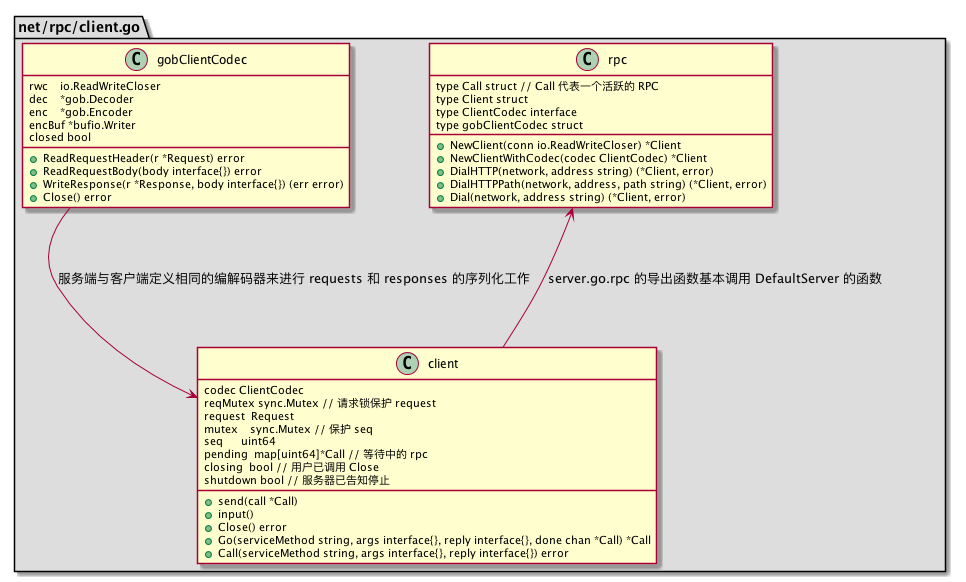 net/rpc/client.go
C gobClientCodec
rwc io.ReadWriteCloser
dec *gob.Decoder
enc *gob.Encoder
encBuf *bufio.Writer
closed bool
ReadRequestHeader(r *Request) error
ReadRequestBody(body interface{}) error
WriteResponse(r *Response, body interface{}) (err error)
Close() error
C rpc
type Call struct // Call 代表一个活跃的 RPC
type Client struct
type ClientCodec interface
type gobClientCodec struct
NewClient(conn io.ReadWriteCloser) *Client
NewClientWithCodec(codec ClientCodec) *Client
DialHTTP(network, address string) (*Client, error)
DialHTTPPath(network, address, path string) (*Client, error)
Dial(network, address string) (*Client, error)
服务端与客户端定义相同的编解码器来进行 requests 和 responses 的序列化工作
server.go.rpc 的导出函数基本调用 DefaultServer 的函数
C client
codec ClientCodec
reqMutex sync.Mutex // 请求锁保护 request
request Request
mutex sync.Mutex // 保护 seq
seq uint64
pending map[uint64]*Call // 等待中的 rpc
closing bool // 用户已调用 Close
shutdown bool // 服务器已告知停止
send(call *Call)
input()
Close() error
Go(serviceMethod string, args interface{}, reply interface{}, done chan *Call) *Call
Call(serviceMethod string, args interface{}, reply interface{}) error